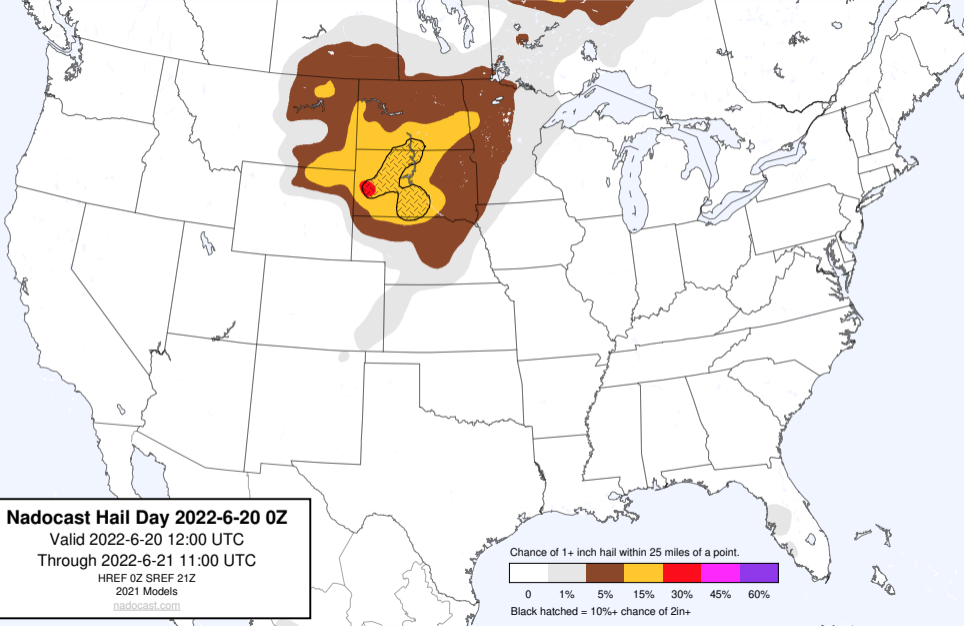 Nadocast Hail Day 2022-6-20 0Z
Valid 2022-6-20 12:00 UTC
Through 2022-6-21 11:00 UTC
HREF 0Z SREF 21Z
2021 Models
nadocast.com
Chance of 1+ inch hail within 25 miles of a point.
0 1% 5% 15% 30% 45% 60%
Black hatched = 10%+ chance of 2in+